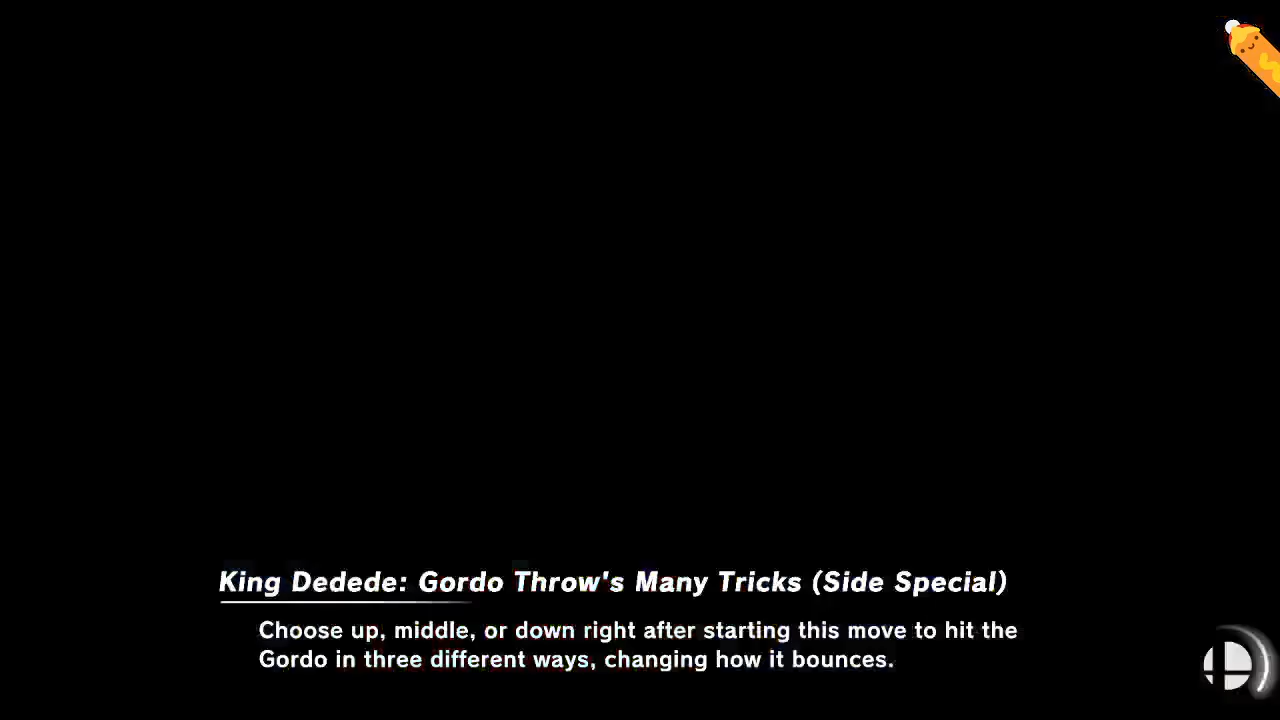 King Dedede: Gordo Throw's Many Tricks (Side Special)
Choose up, middle, or down right after starting this move to hit the
Gordo in three different ways, changing how it bounces.